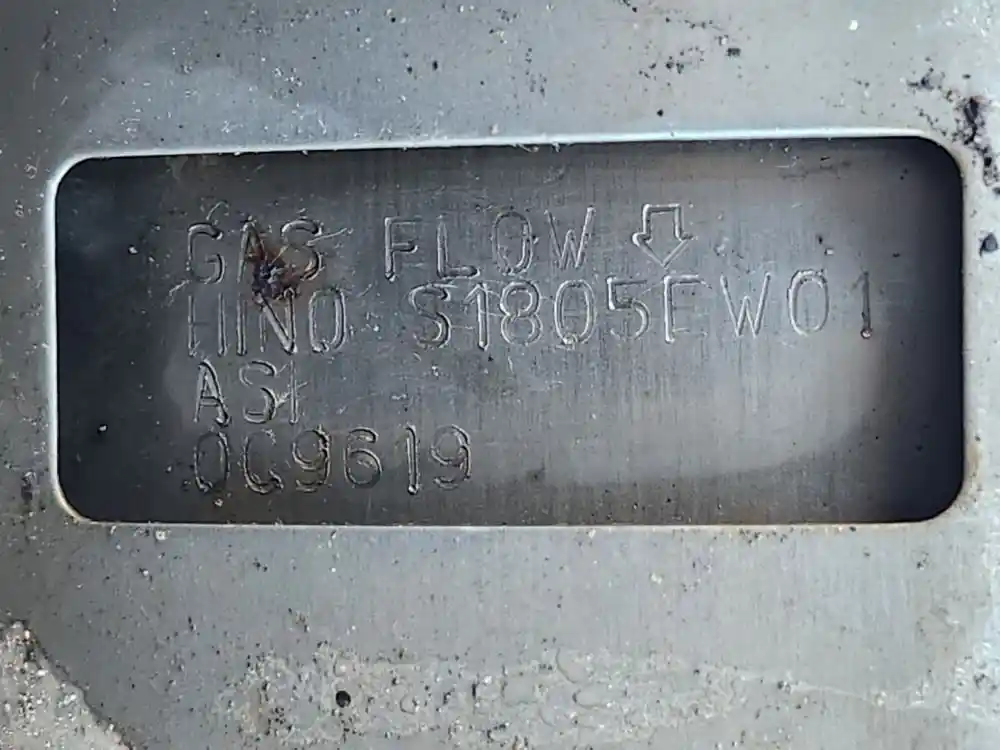 GAS FLOW
HINO S1805EW01
ASI
0C9619